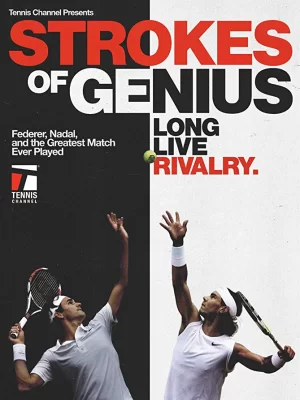 Tennis Channel Presents
STROKES
OF GENIUS
Federer, Nadal,
and the Greatest Match
Ever Played
LONG
LIVE
RIVALRY.
TENNIS
CHANNEL